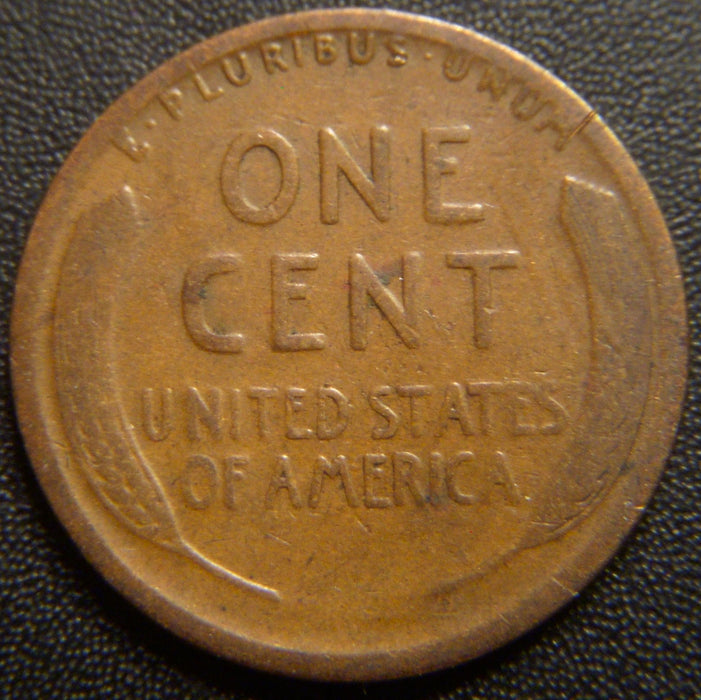 E·PLURIBUS·UNUM
ONE
CENT
UNITED STATES
OF AMERICA